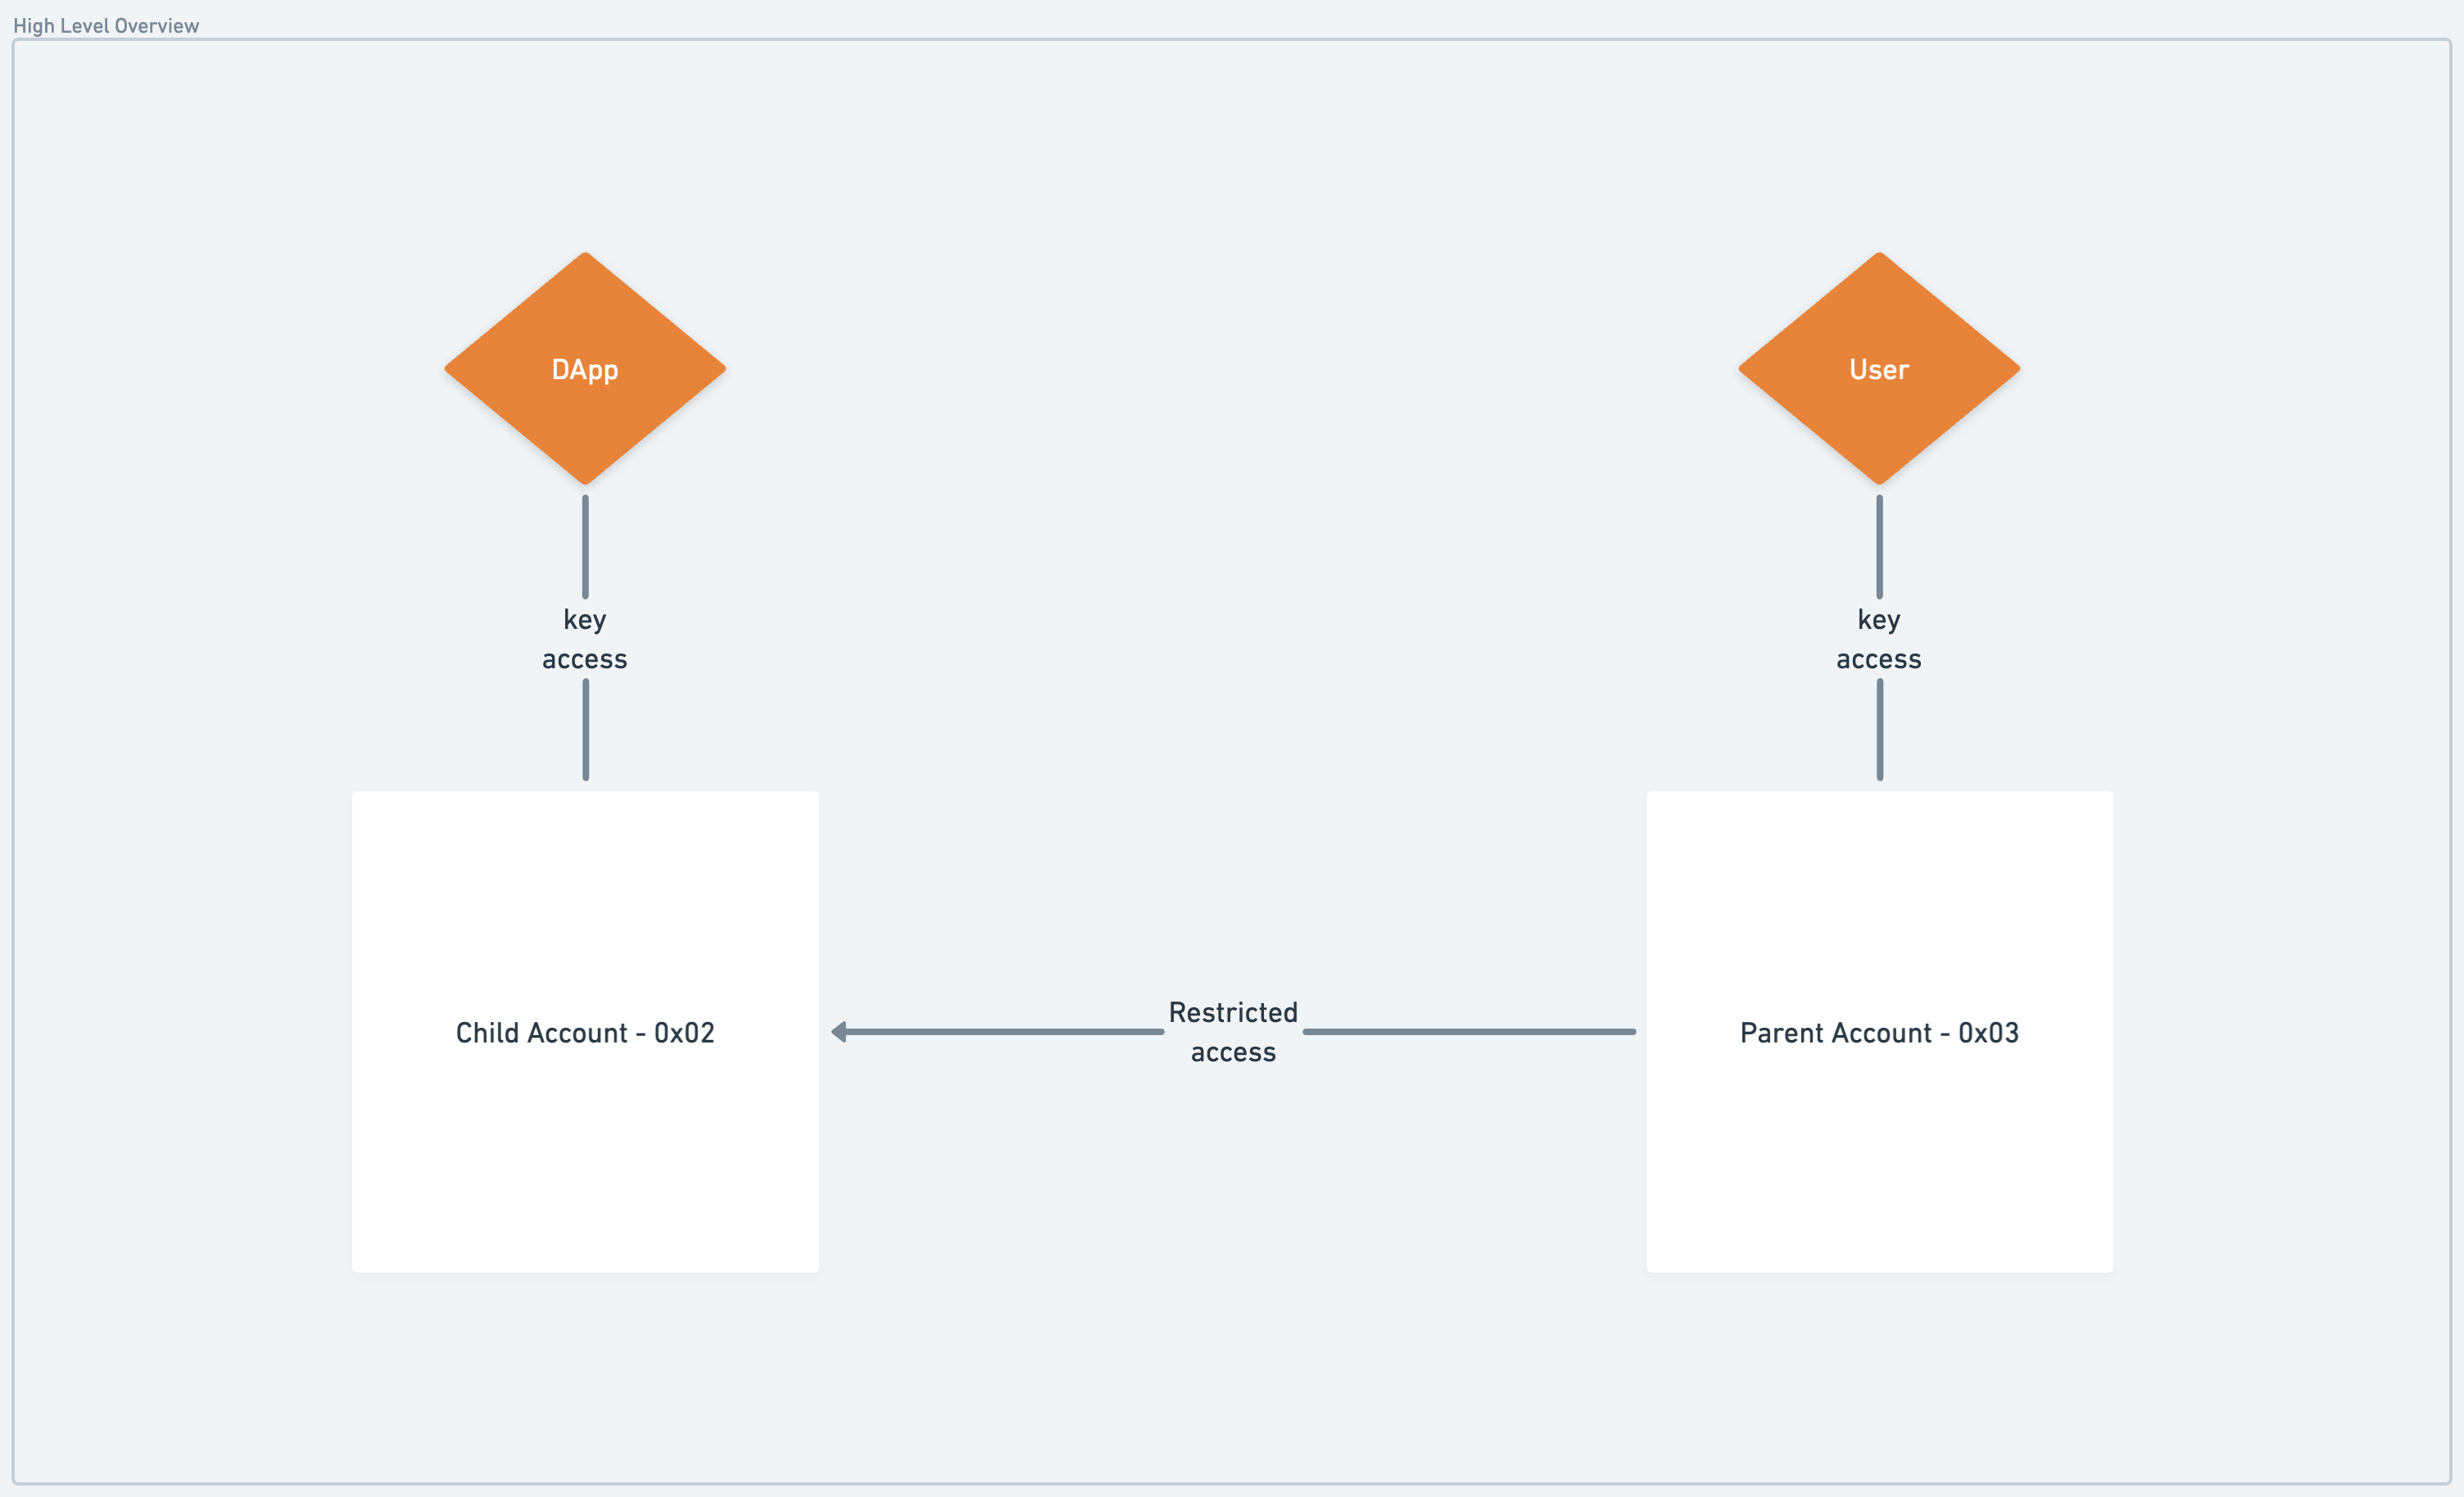 High Level Overview
DApp
User
key
access
key
access
Child Account - 0x02
Restricted
access
Parent Account - 0x03